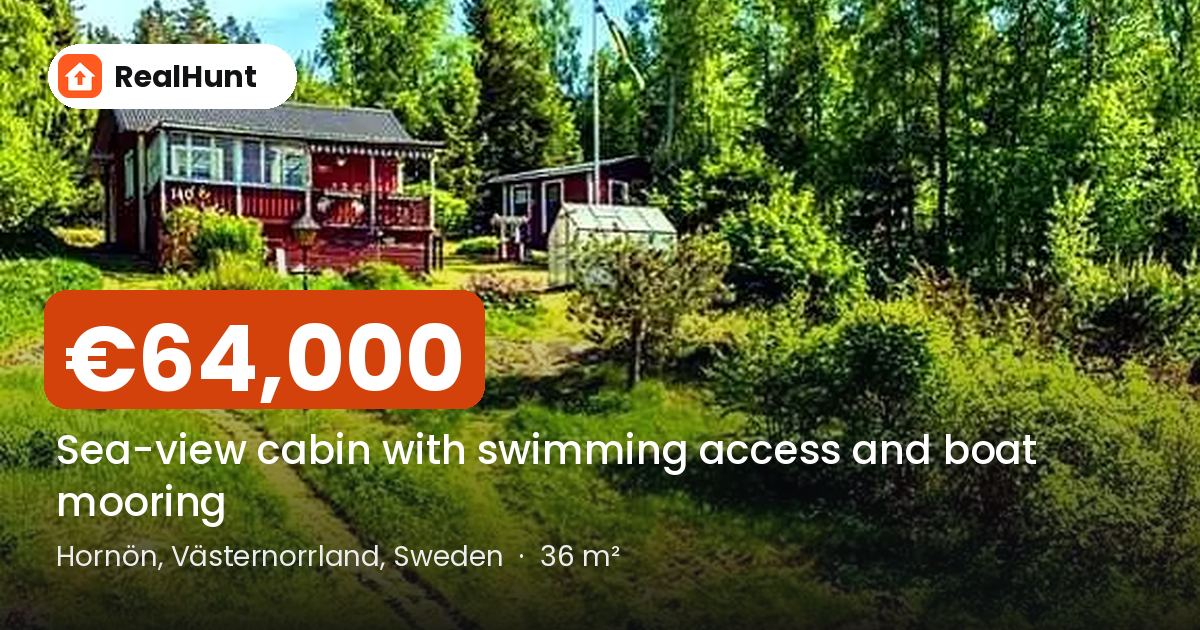 RealHunt
€64,000
Sea-view cabin with swimming access and boat
mooring
Hornön, Västernorrland, Sweden · 36 m²